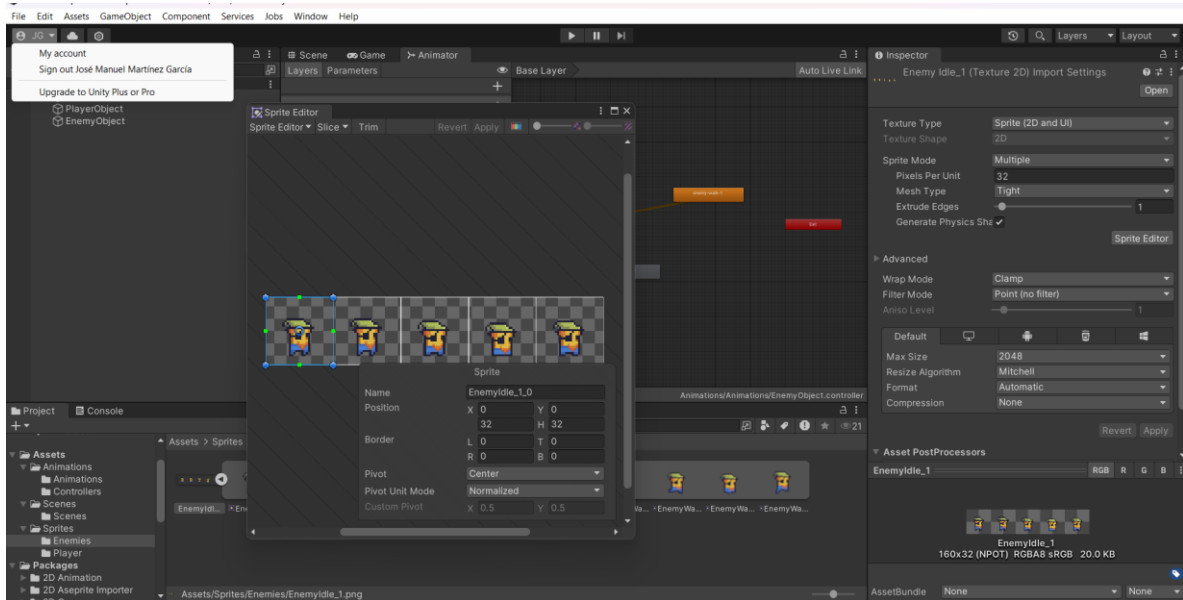 File Edit Assets GameObject Component Services Jobs Window Help
JG Layers Layout
My account
Sign out José Manuel Martínez García
Upgrade to Unity Plus or Pro
PlayerObject
EnemyObject
Scene Game Animator
Layers Parameters Base Layer Auto Live Link
Sprite Editor
Sprite Editor Slice Trim Revert Apply
Exit
Sprite
Name EnemyIdle_1_0
Position X 0 Y 0
32 H 32
Border L 0 T 0
R 0 B 0
Pivot Center
Pivot Unit Mode Normalized
Custom Pivot X 0.5 Y 0.5
Animations/Animations/EnemyObject.controller
Inspector
Enemy Idle_1 (Texture 2D) Import Settings
Open
Texture Type Sprite (2D and UI)
Texture Shape 2D
Sprite Mode Multiple
Pixels Per Unit 32
Mesh Type Tight
Extrude Edges 1
Generate Physics Sha
Sprite Editor
Advanced
Wrap Mode Clamp
Filter Mode Point (no filter)
Aniso Level 1
Default
Max Size 2048
Resize Algorithm Mitchell
Format Automatic
Compression None
Revert Apply
Asset PostProcessors
EnemyIdle_1 RGB R G B
EnemyIdle_1
160x32 (NPOT) RGBA8 sRGB 20.0 KB
AssetBundle None None
Project Console
21
Assets
Animations
Animations
Controllers
Scenes
Scenes
Sprites
Enemies
Player
Packages
2D Animation
2D Aseprite Importer
Assets > Sprites
EnemyIdl... Ene
Wa... EnemyWa... EnemyWa... EnemyWa...
Assets/Sprites/Enemies/EnemyIdle_1.png